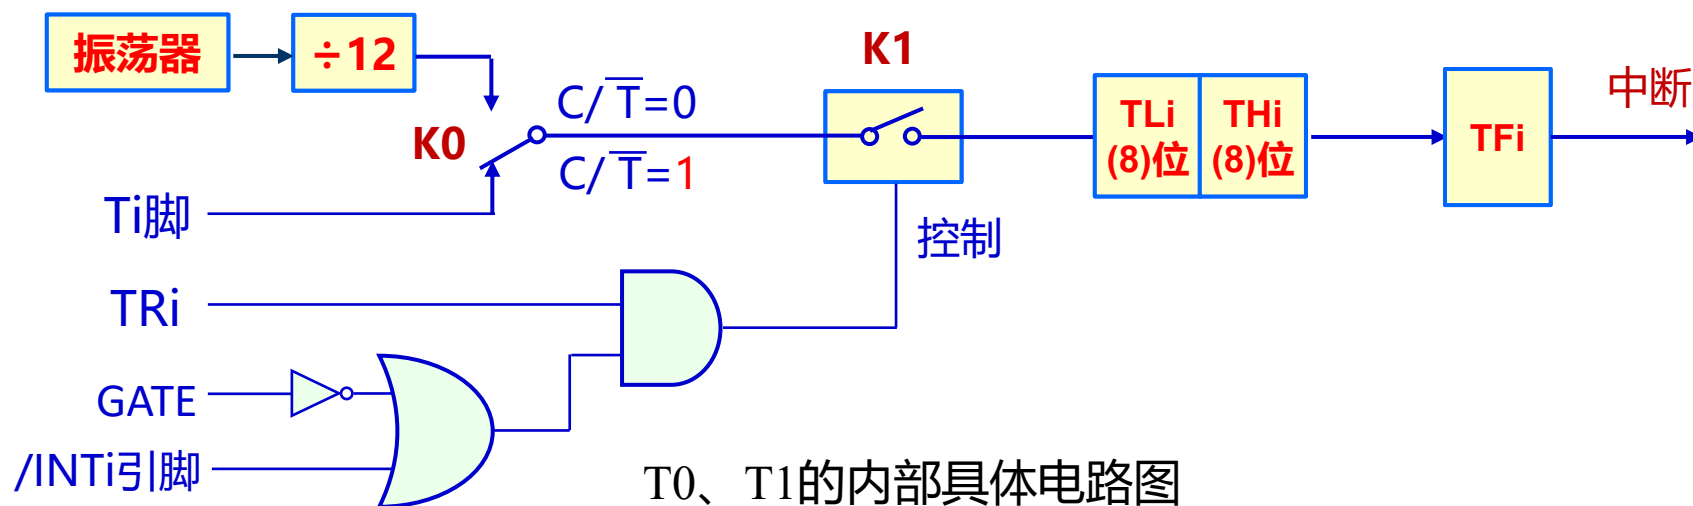 振荡器
÷12
K0
C/T̅=0
C/T̅=1
K1
TLi
(8)位
THi
(8)位
TFi
中断
Ti脚
控制
TRi
GATE
/INTi引脚
T0、T1的内部具体电路图